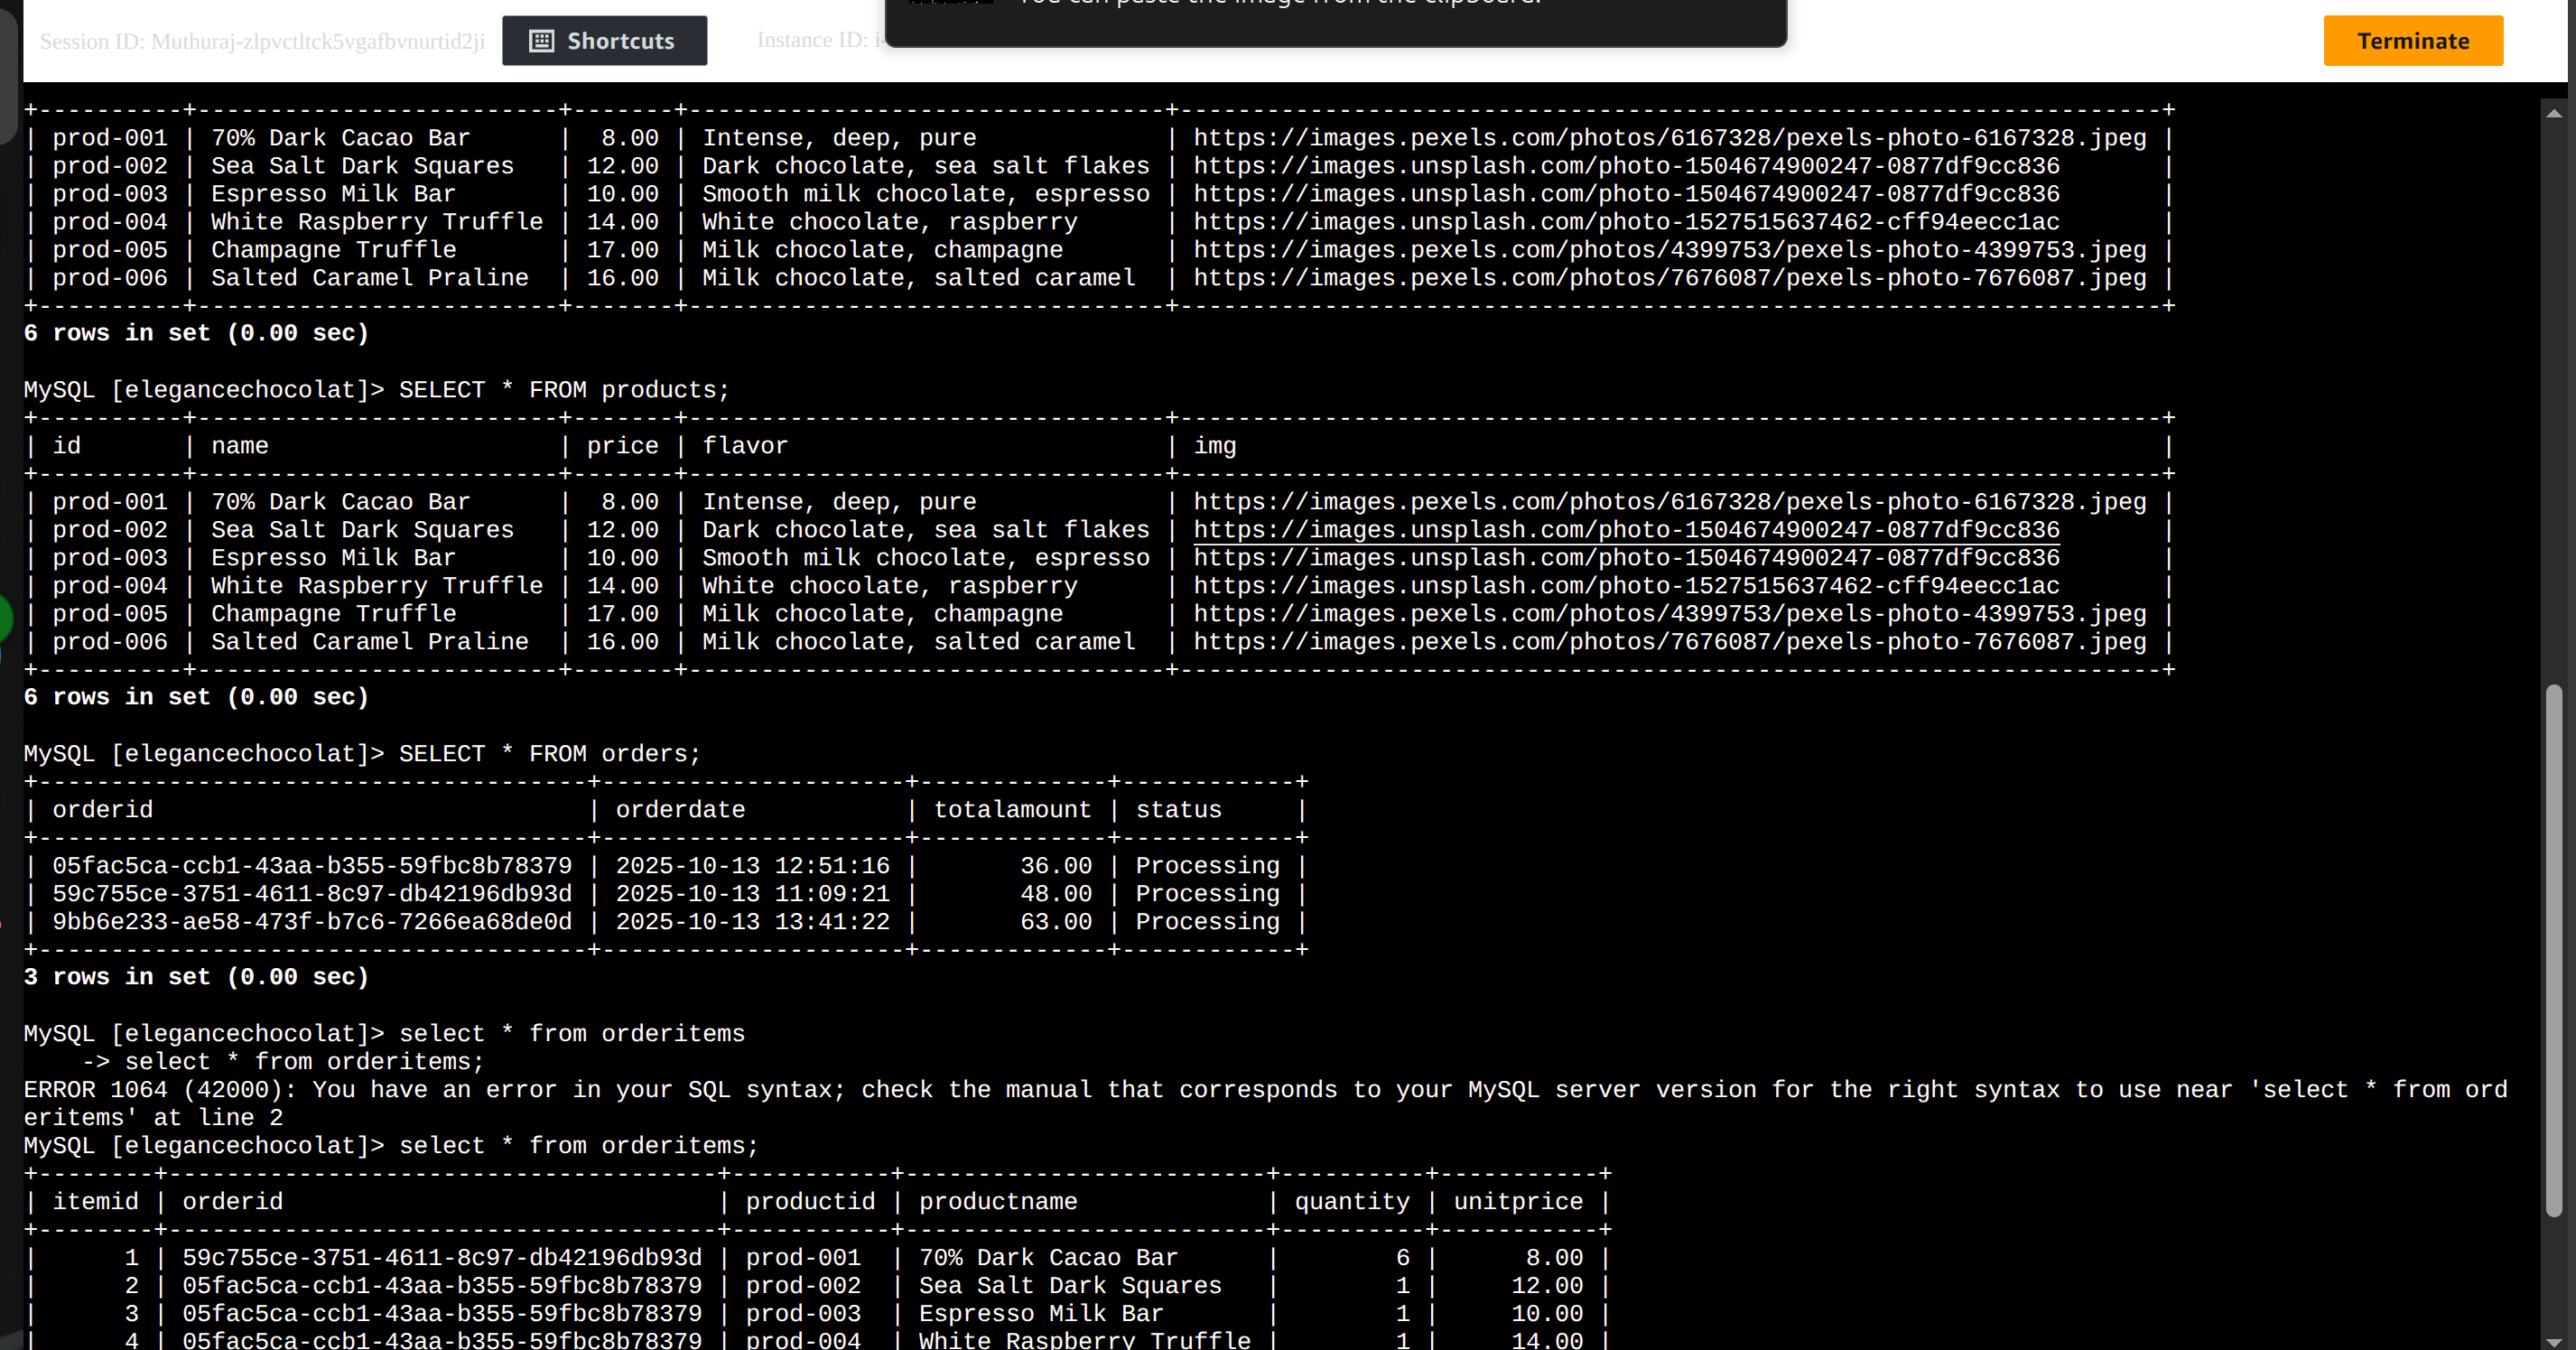 You can paste the image from the clipboard.
Session ID: Muthuraj-zlpvctltck5vgafbvnurtid2ji Shortcuts Instance ID: i- Terminate
+----------+-------------------------+-------+---------------------------------+--------------------------------------------------------------------+
| prod-001 | 70% Dark Cacao Bar      |  8.00 | Intense, deep, pure             | https://images.pexels.com/photos/6167328/pexels-photo-6167328.jpeg |
| prod-002 | Sea Salt Dark Squares   | 12.00 | Dark chocolate, sea salt flakes | https://images.unsplash.com/photo-1504674900247-0877df9cc836       |
| prod-003 | Espresso Milk Bar       | 10.00 | Smooth milk chocolate, espresso | https://images.unsplash.com/photo-1504674900247-0877df9cc836       |
| prod-004 | White Raspberry Truffle | 14.00 | White chocolate, raspberry      | https://images.unsplash.com/photo-1527515637462-cff94eecc1ac       |
| prod-005 | Champagne Truffle       | 17.00 | Milk chocolate, champagne       | https://images.pexels.com/photos/4399753/pexels-photo-4399753.jpeg |
| prod-006 | Salted Caramel Praline  | 16.00 | Milk chocolate, salted caramel  | https://images.pexels.com/photos/7676087/pexels-photo-7676087.jpeg |
+----------+-------------------------+-------+---------------------------------+--------------------------------------------------------------------+
6 rows in set (0.00 sec)
MySQL [elegancechocolat]> SELECT * FROM products;
+----------+-------------------------+-------+---------------------------------+--------------------------------------------------------------------+
| id       | name                    | price | flavor                          | img                                                                |
+----------+-------------------------+-------+---------------------------------+--------------------------------------------------------------------+
| prod-001 | 70% Dark Cacao Bar      |  8.00 | Intense, deep, pure             | https://images.pexels.com/photos/6167328/pexels-photo-6167328.jpeg |
| prod-002 | Sea Salt Dark Squares   | 12.00 | Dark chocolate, sea salt flakes | https://images.unsplash.com/photo-1504674900247-0877df9cc836       |
| prod-003 | Espresso Milk Bar       | 10.00 | Smooth milk chocolate, espresso | https://images.unsplash.com/photo-1504674900247-0877df9cc836       |
| prod-004 | White Raspberry Truffle | 14.00 | White chocolate, raspberry      | https://images.unsplash.com/photo-1527515637462-cff94eecc1ac       |
| prod-005 | Champagne Truffle       | 17.00 | Milk chocolate, champagne       | https://images.pexels.com/photos/4399753/pexels-photo-4399753.jpeg |
| prod-006 | Salted Caramel Praline  | 16.00 | Milk chocolate, salted caramel  | https://images.pexels.com/photos/7676087/pexels-photo-7676087.jpeg |
+----------+-------------------------+-------+---------------------------------+--------------------------------------------------------------------+
6 rows in set (0.00 sec)
MySQL [elegancechocolat]> SELECT * FROM orders;
+--------------------------------------+---------------------+-------------+------------+
| orderid                              | orderdate           | totalamount | status     |
+--------------------------------------+---------------------+-------------+------------+
| 05fac5ca-ccb1-43aa-b355-59fbc8b78379 | 2025-10-13 12:51:16 |       36.00 | Processing |
| 59c755ce-3751-4611-8c97-db42196db93d | 2025-10-13 11:09:21 |       48.00 | Processing |
| 9bb6e233-ae58-473f-b7c6-7266ea68de0d | 2025-10-13 13:41:22 |       63.00 | Processing |
+--------------------------------------+---------------------+-------------+------------+
3 rows in set (0.00 sec)
MySQL [elegancechocolat]> select * from orderitems
    -> select * from orderitems;
ERROR 1064 (42000): You have an error in your SQL syntax; check the manual that corresponds to your MySQL server version for the right syntax to use near 'select * from ord
eritems' at line 2
MySQL [elegancechocolat]> select * from orderitems;
+--------+--------------------------------------+-----------+-------------------------+----------+-----------+
| itemid | orderid                              | productid | productname             | quantity | unitprice |
+--------+--------------------------------------+-----------+-------------------------+----------+-----------+
|      1 | 59c755ce-3751-4611-8c97-db42196db93d | prod-001  | 70% Dark Cacao Bar      |        6 |      8.00 |
|      2 | 05fac5ca-ccb1-43aa-b355-59fbc8b78379 | prod-002  | Sea Salt Dark Squares   |        1 |     12.00 |
|      3 | 05fac5ca-ccb1-43aa-b355-59fbc8b78379 | prod-003  | Espresso Milk Bar       |        1 |     10.00 |
|      4 | 05fac5ca-ccb1-43aa-b355-59fbc8b78379 | prod-004  | White Raspberry Truffle |        1 |     14.00 |